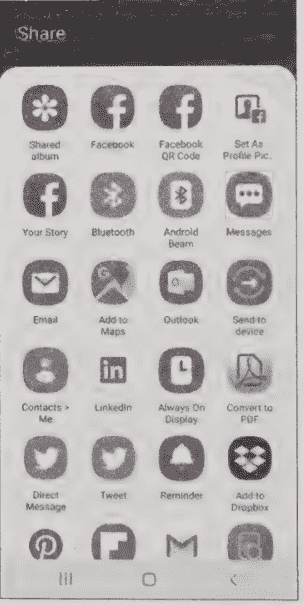 Share
Shared album
Facebook
Facebook QR Code
Set As Profile Pic.
Your Story
Bluetooth
Android Beam
Messages
Email
Add to Maps
Outlook
Send to device
Contacts > Me
LinkedIn
Always On Display
Convert to PDF
Direct Message
Tweet
Reminder
Add to Dropbox